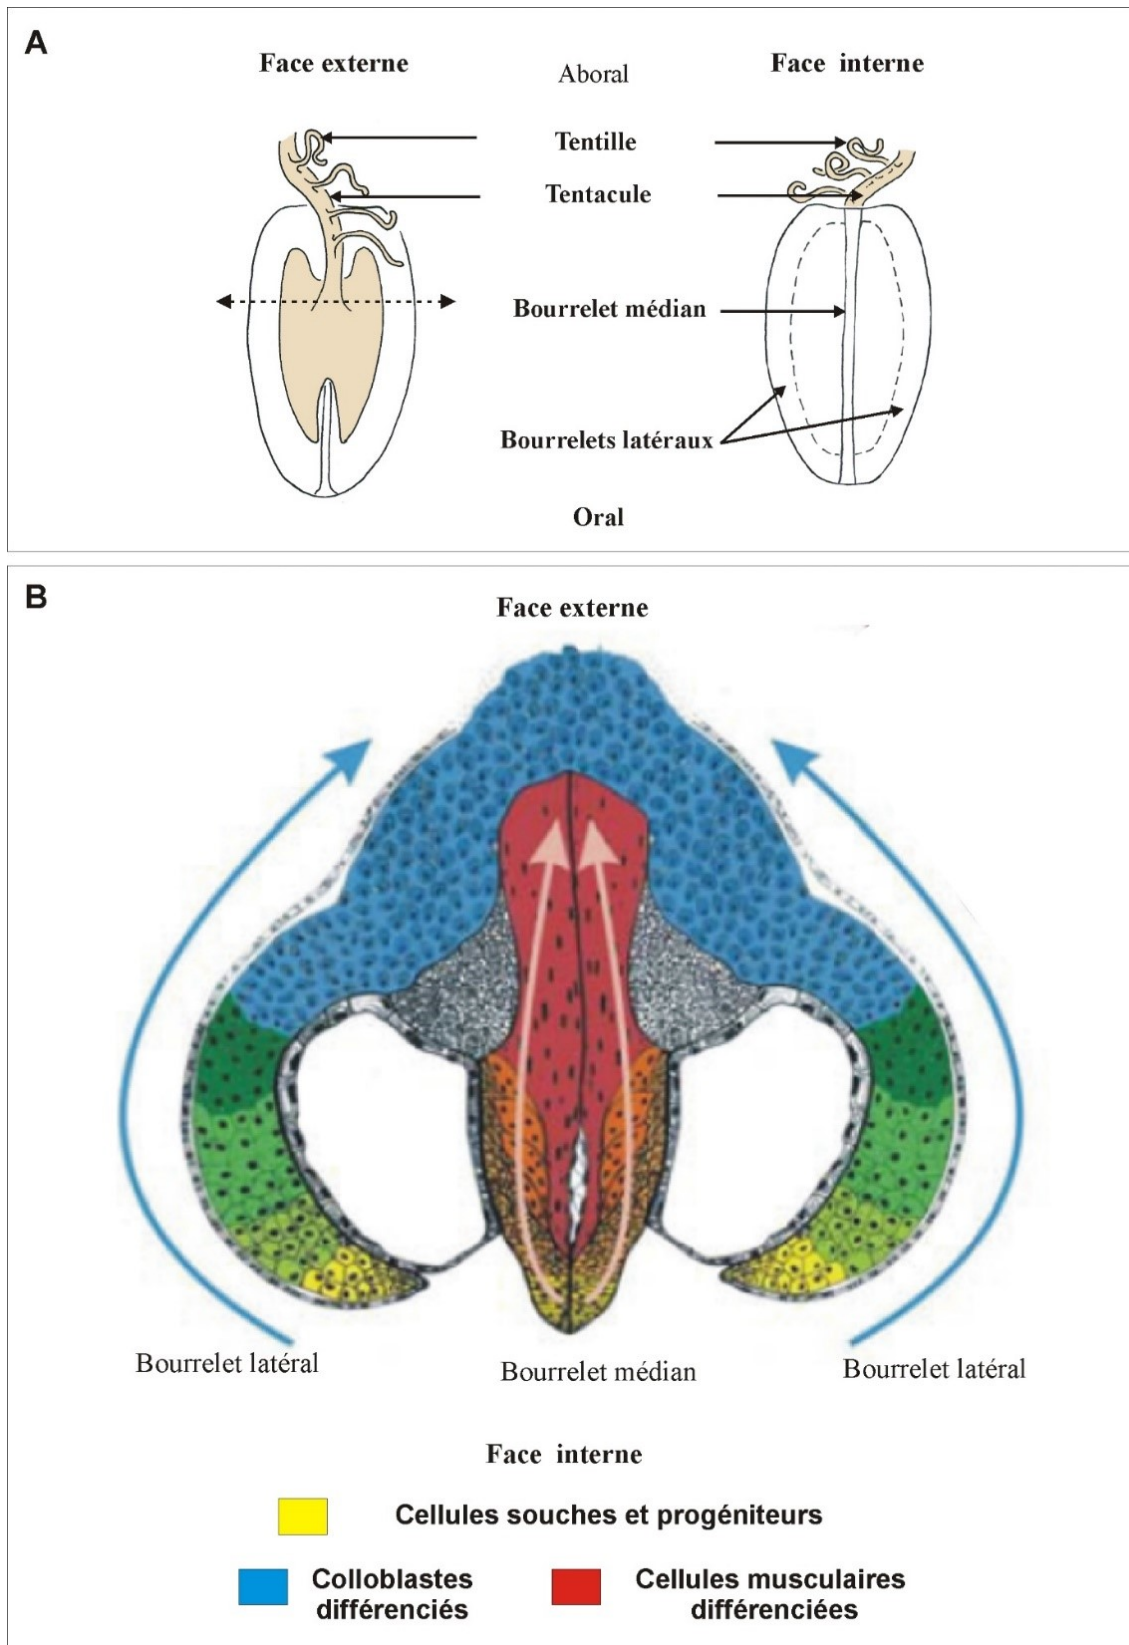 A
Face externe
Aboral
Face interne
Tentille
Tentacule
Bourrelet médian
Bourrelets latéraux
Oral
B
Face externe
Bourrelet latéral
Bourrelet médian
Bourrelet latéral
Face interne
Cellules souches et progéniteurs
Colloblastes
différenciés
Cellules musculaires
différenciées